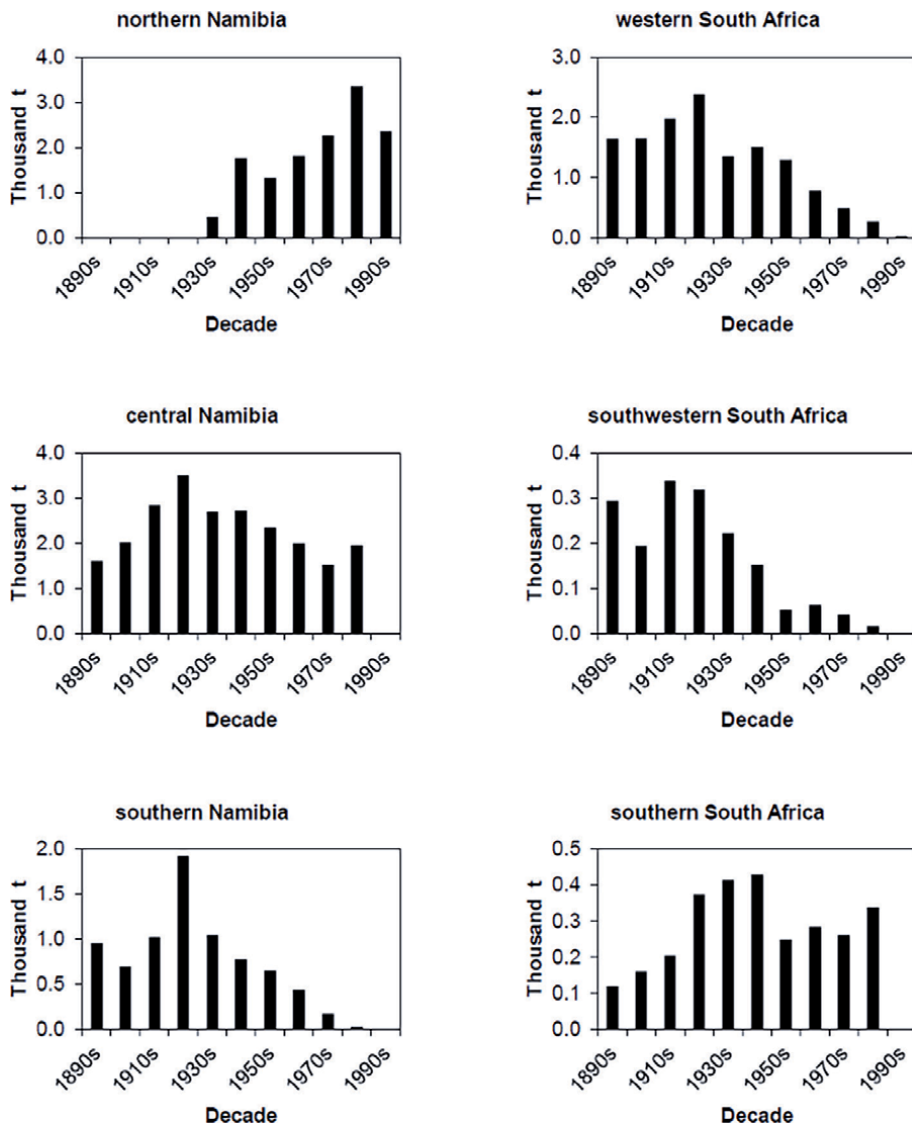 northern Namibia
Thousand t
4.0
3.0
2.0
1.0
0.0
1890s
1910s
1930s
1950s
1970s
1990s
Decade
western South Africa
Thousand t
3.0
2.0
1.0
0.0
1890s
1910s
1930s
1950s
1970s
1990s
Decade
central Namibia
Thousand t
4.0
3.0
2.0
1.0
0.0
1890s
1910s
1930s
1950s
1970s
1990s
Decade
southwestern South Africa
Thousand t
0.4
0.3
0.2
0.1
0.0
1890s
1910s
1930s
1950s
1970s
1990s
Decade
southern Namibia
Thousand t
2.0
1.5
1.0
0.5
0.0
1890s
1910s
1930s
1950s
1970s
1990s
Decade
southern South Africa
Thousand t
0.5
0.4
0.3
0.2
0.1
0.0
1890s
1910s
1930s
1950s
1970s
1990s
Decade